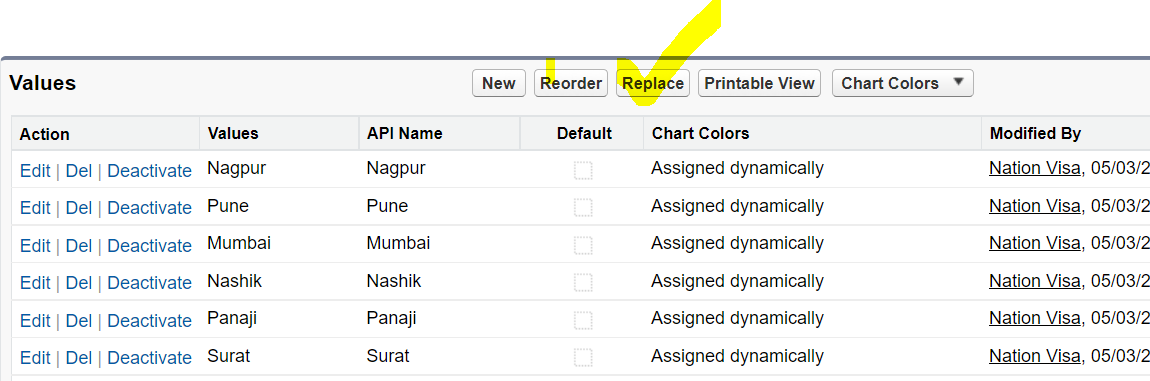 Values New Reorder Replace Printable View Chart Colors
Action Values API Name Default Chart Colors Modified By
Edit | Del | Deactivate Nagpur Nagpur Assigned dynamically Nation Visa, 05/03/2
Edit | Del | Deactivate Pune Pune Assigned dynamically Nation Visa, 05/03/2
Edit | Del | Deactivate Mumbai Mumbai Assigned dynamically Nation Visa, 05/03/2
Edit | Del | Deactivate Nashik Nashik Assigned dynamically Nation Visa, 05/03/2
Edit | Del | Deactivate Panaji Panaji Assigned dynamically Nation Visa, 05/03/2
Edit | Del | Deactivate Surat Surat Assigned dynamically Nation Visa, 05/03/2